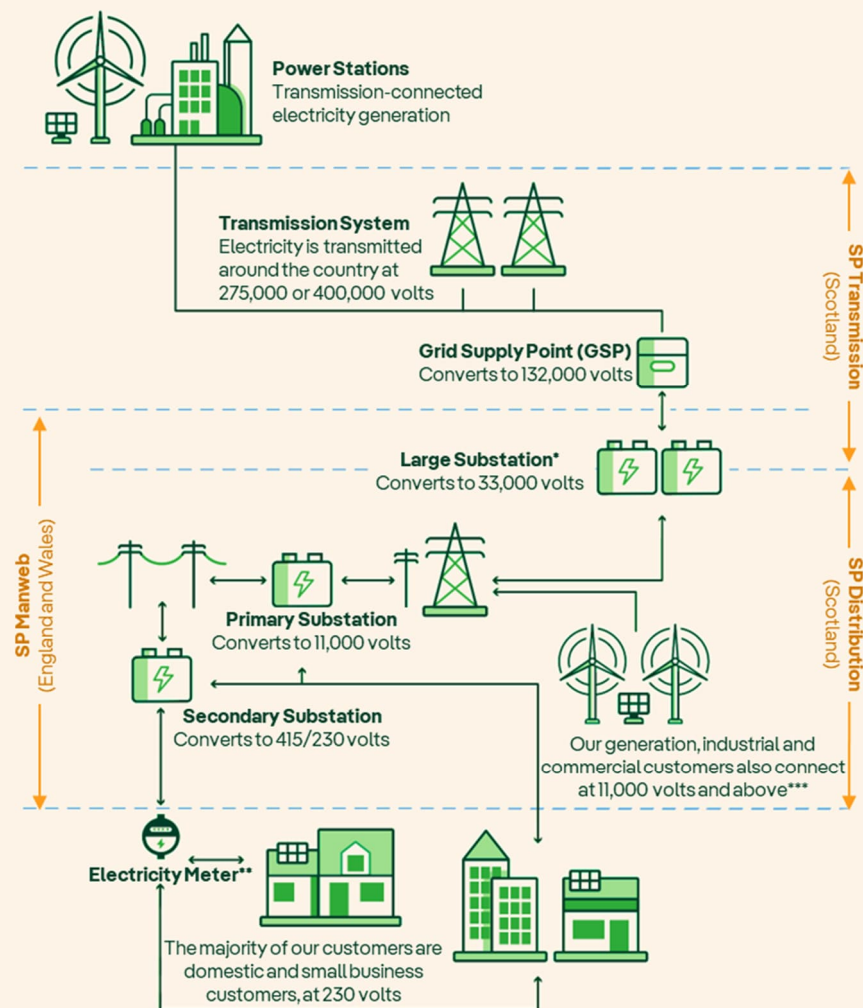 Power Stations
Transmission-connected
electricity generation
Transmission System
Electricity is transmitted
around the country at
275,000 or 400,000 volts
SP Transmission
(Scotland)
Grid Supply Point (GSP)
Converts to 132,000 volts
Large Substation*
Converts to 33,000 volts
SP Manweb
(England and Wales)
Primary Substation
Converts to 11,000 volts
SP Distribution
(Scotland)
Secondary Substation
Converts to 415/230 volts
Our generation, industrial and
commercial customers also connect
at 11,000 volts and above***
Electricity Meter**
The majority of our customers are
domestic and small business
customers, at 230 volts